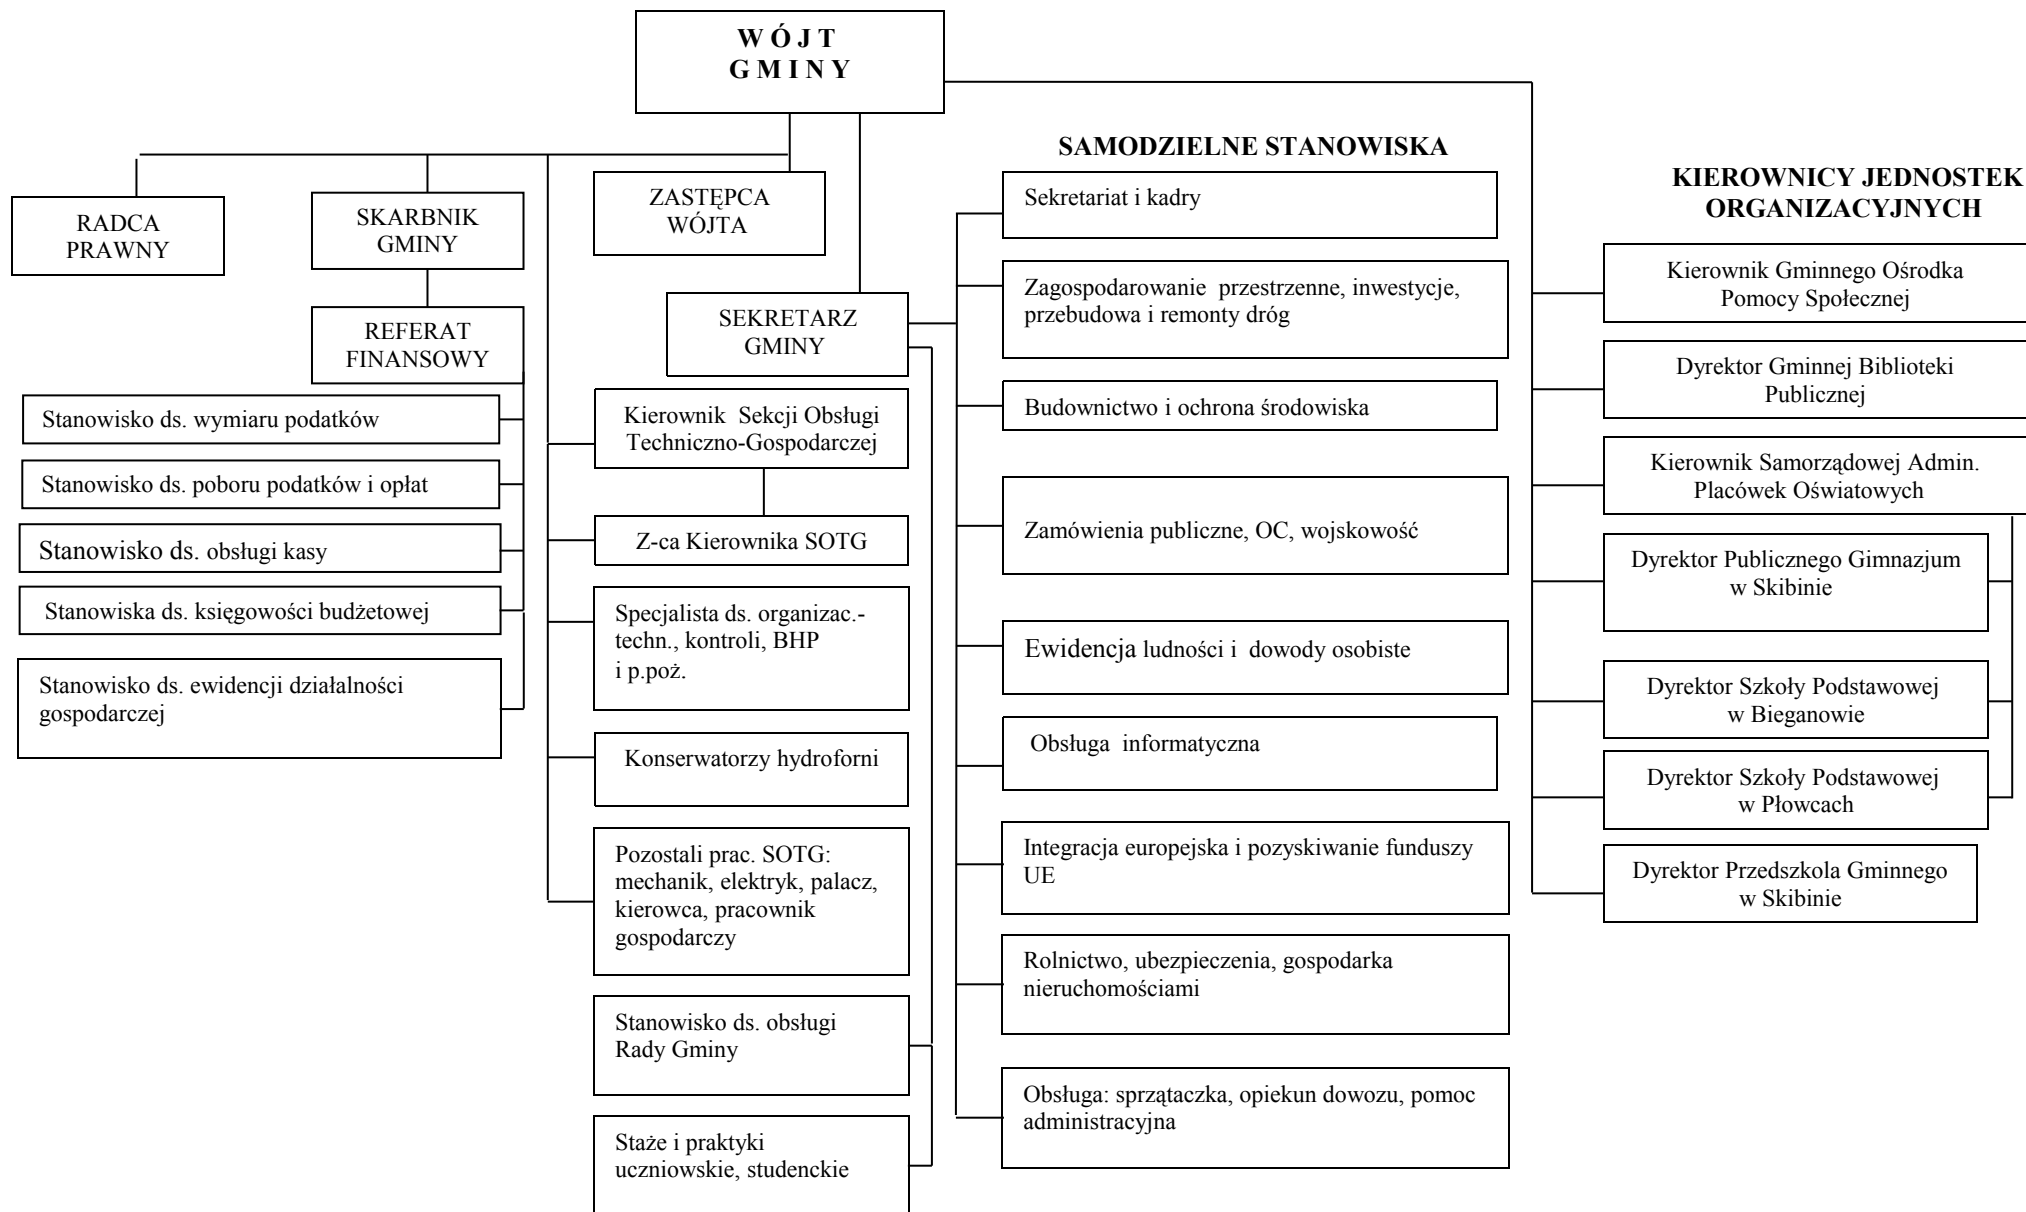 W Ó J T
G M I N Y
RADCA
PRAWNY
SKARBNIK
GMINY
REFERAT
FINANSOWY
Stanowisko ds. wymiaru podatków
Stanowisko ds. poboru podatków i opłat
Stanowisko ds. obsługi kasy
Stanowiska ds. księgowości budżetowej
Stanowisko ds. ewidencji działalności
gospodarczej
ZASTĘPCA
WÓJTA
SEKRETARZ
GMINY
Kierownik Sekcji Obsługi
Techniczno-Gospodarczej
Z-ca Kierownika SOTG
Specjalista ds. organizac.-
techn., kontroli, BHP
i p.poż.
Konserwatorzy hydroforni
Pozostali prac. SOTG:
mechanik, elektryk, palacz,
kierowca, pracownik
gospodarczy
Stanowisko ds. obsługi
Rady Gminy
Staże i praktyki
uczniowskie, studenckie
SAMODZIELNE STANOWISKA
Sekretariat i kadry
Zagospodarowanie przestrzenne, inwestycje,
przebudowa i remonty dróg
Budownictwo i ochrona środowiska
Zamówienia publiczne, OC, wojskowość
Ewidencja ludności i dowody osobiste
Obsługa informatyczna
Integracja europejska i pozyskiwanie funduszy
UE
Rolnictwo, ubezpieczenia, gospodarka
nieruchomościami
Obsługa: sprzątaczka, opiekun dowozu, pomoc
administracyjna
KIEROWNICY JEDNOSTEK
ORGANIZACYJNYCH
Kierownik Gminnego Ośrodka
Pomocy Społecznej
Dyrektor Gminnej Biblioteki
Publicznej
Kierownik Samorządowej Admin.
Placówek Oświatowych
Dyrektor Publicznego Gimnazjum
w Skibinie
Dyrektor Szkoły Podstawowej
w Bieganowie
Dyrektor Szkoły Podstawowej
w Płowcach
Dyrektor Przedszkola Gminnego
w Skibinie